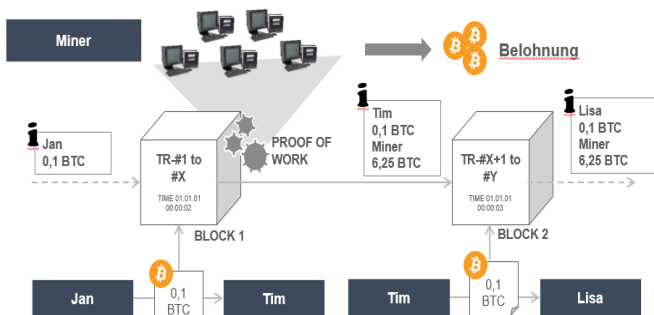 Miner
Belohnung
i
Jan
0,1 BTC
TR-#1 to
#X
TIME 01.01.01
00:00:02
BLOCK 1
PROOF OF
WORK
i
Tim
0,1 BTC
Miner
6,25 BTC
TR-#X+1 to
#Y
TIME 01.01.01
00:00:03
BLOCK 2
i
Lisa
0,1 BTC
Miner
6,25 BTC
Jan
0,1
BTC
Tim
Tim
0,1
BTC
Lisa